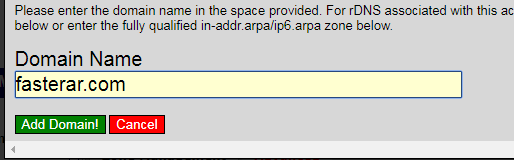 Please enter the domain name in the space provided. For rDNS associated with this ac
below or enter the fully qualified in-addr.arpa/ip6.arpa zone below.
Domain Name
fasterar.com
Add Domain! Cancel